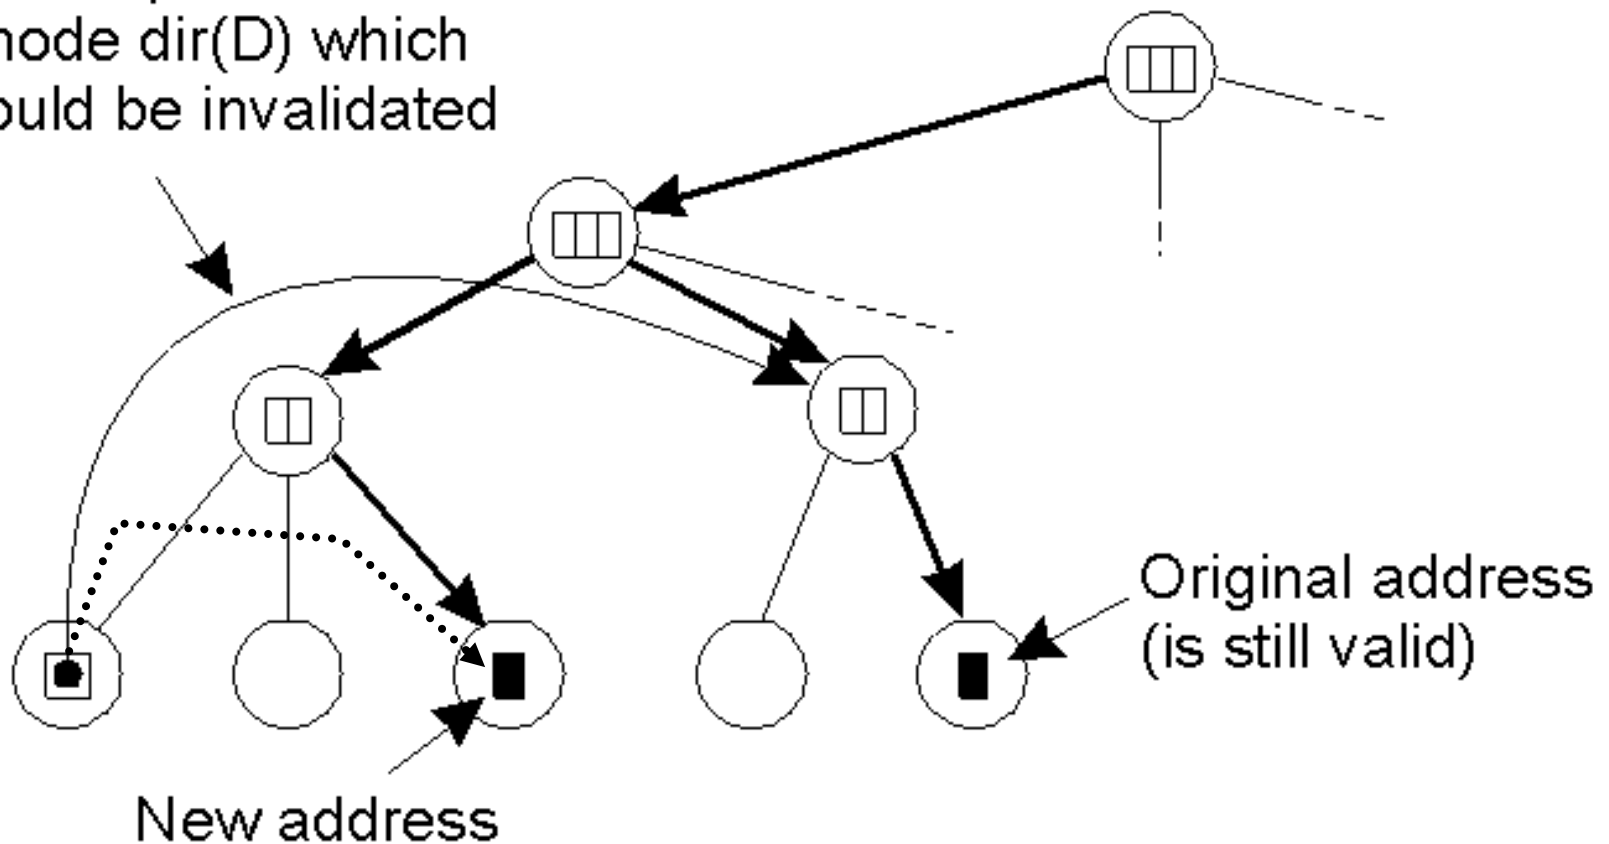 node dir(D) which
ould be invalidated
Original address
(is still valid)
New address